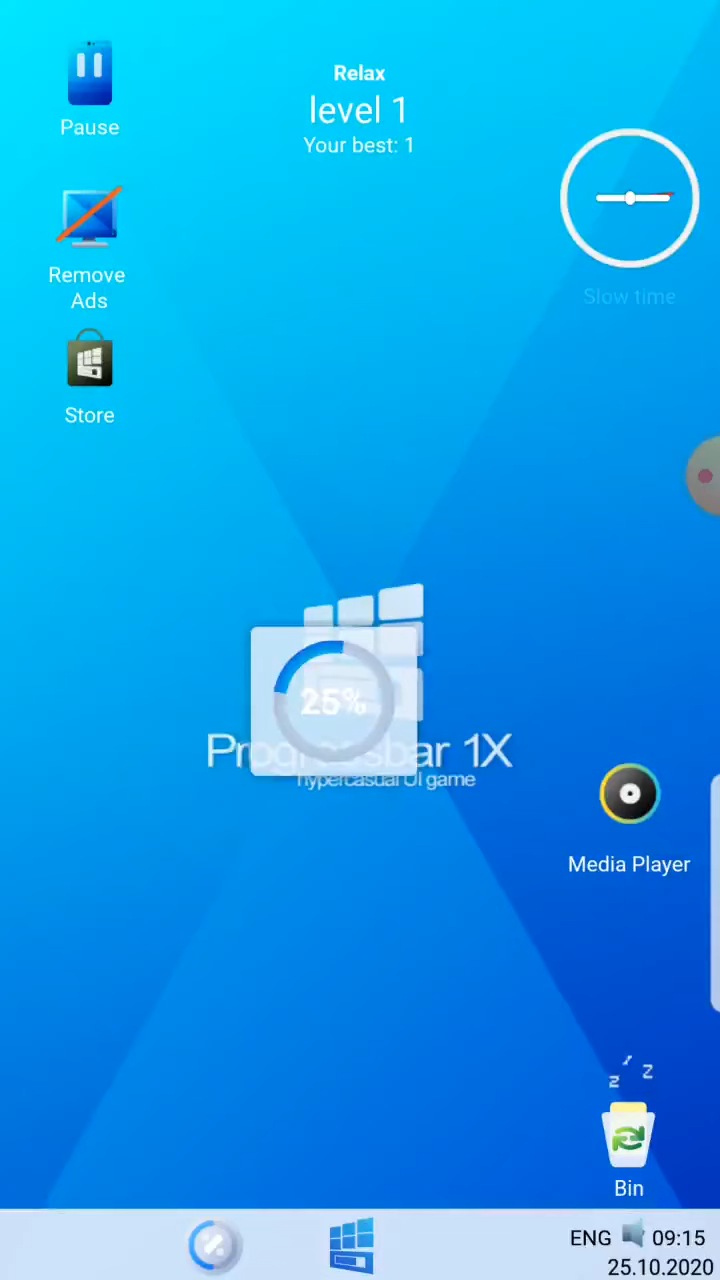 Relax
level 1
Your best: 1
Pause
Remove
Ads
Store
Slow time
25%
Progressbar 1X
hypercasual UI game
Media Player
z z z
Bin
ENG 09:15
25.10.2020